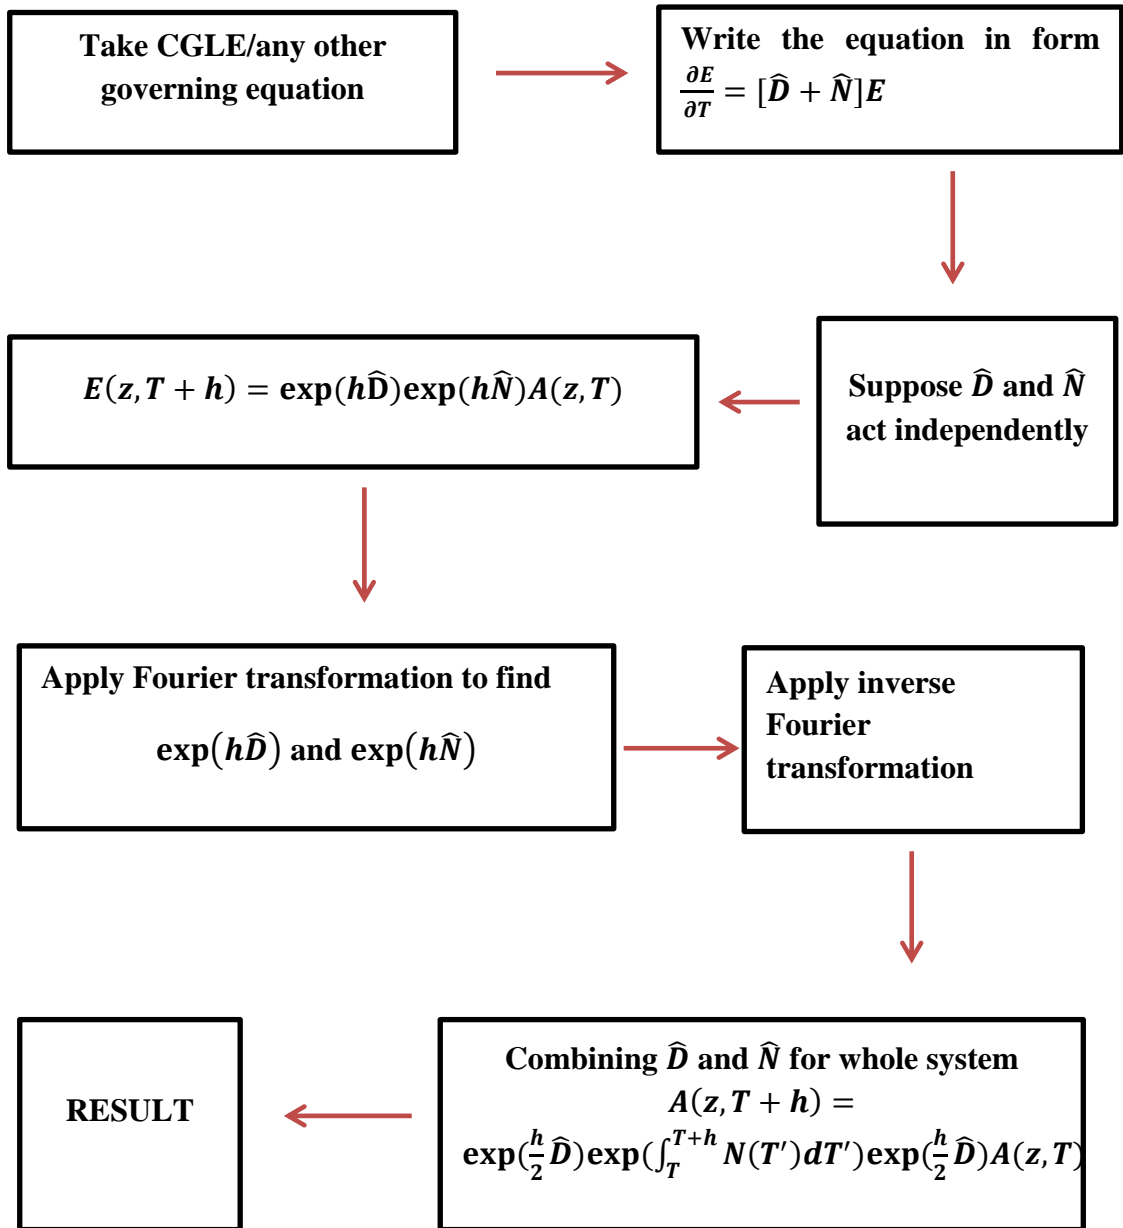 Take CGLE/any other
governing equation
Write the equation in form
∂E/∂T = [D̂ + N̂]E
Suppose D̂ and N̂
act independently
E(z, T + h) = exp(hD̂)exp(hN̂)A(z, T)
Apply Fourier transformation to find
exp(hD̂) and exp(hN̂)
Apply inverse
Fourier
transformation
Combining D̂ and N̂ for whole system
A(z, T + h) =
exp(h/2 D̂)exp(∫_T^{T+h} N(T′)dT′)exp(h/2 D̂)A(z, T)
RESULT